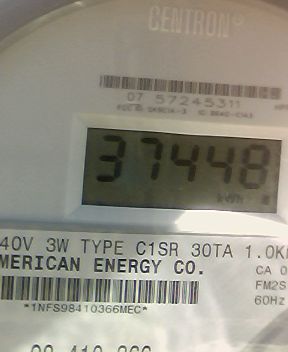 CENTRON®
07 57245311
37448
kWh
40V 3W TYPE C1SR 30TA 1.0K
MERICAN ENERGY CO.
CA 0
FM2S
60Hz
*1NFS98410366MEC*